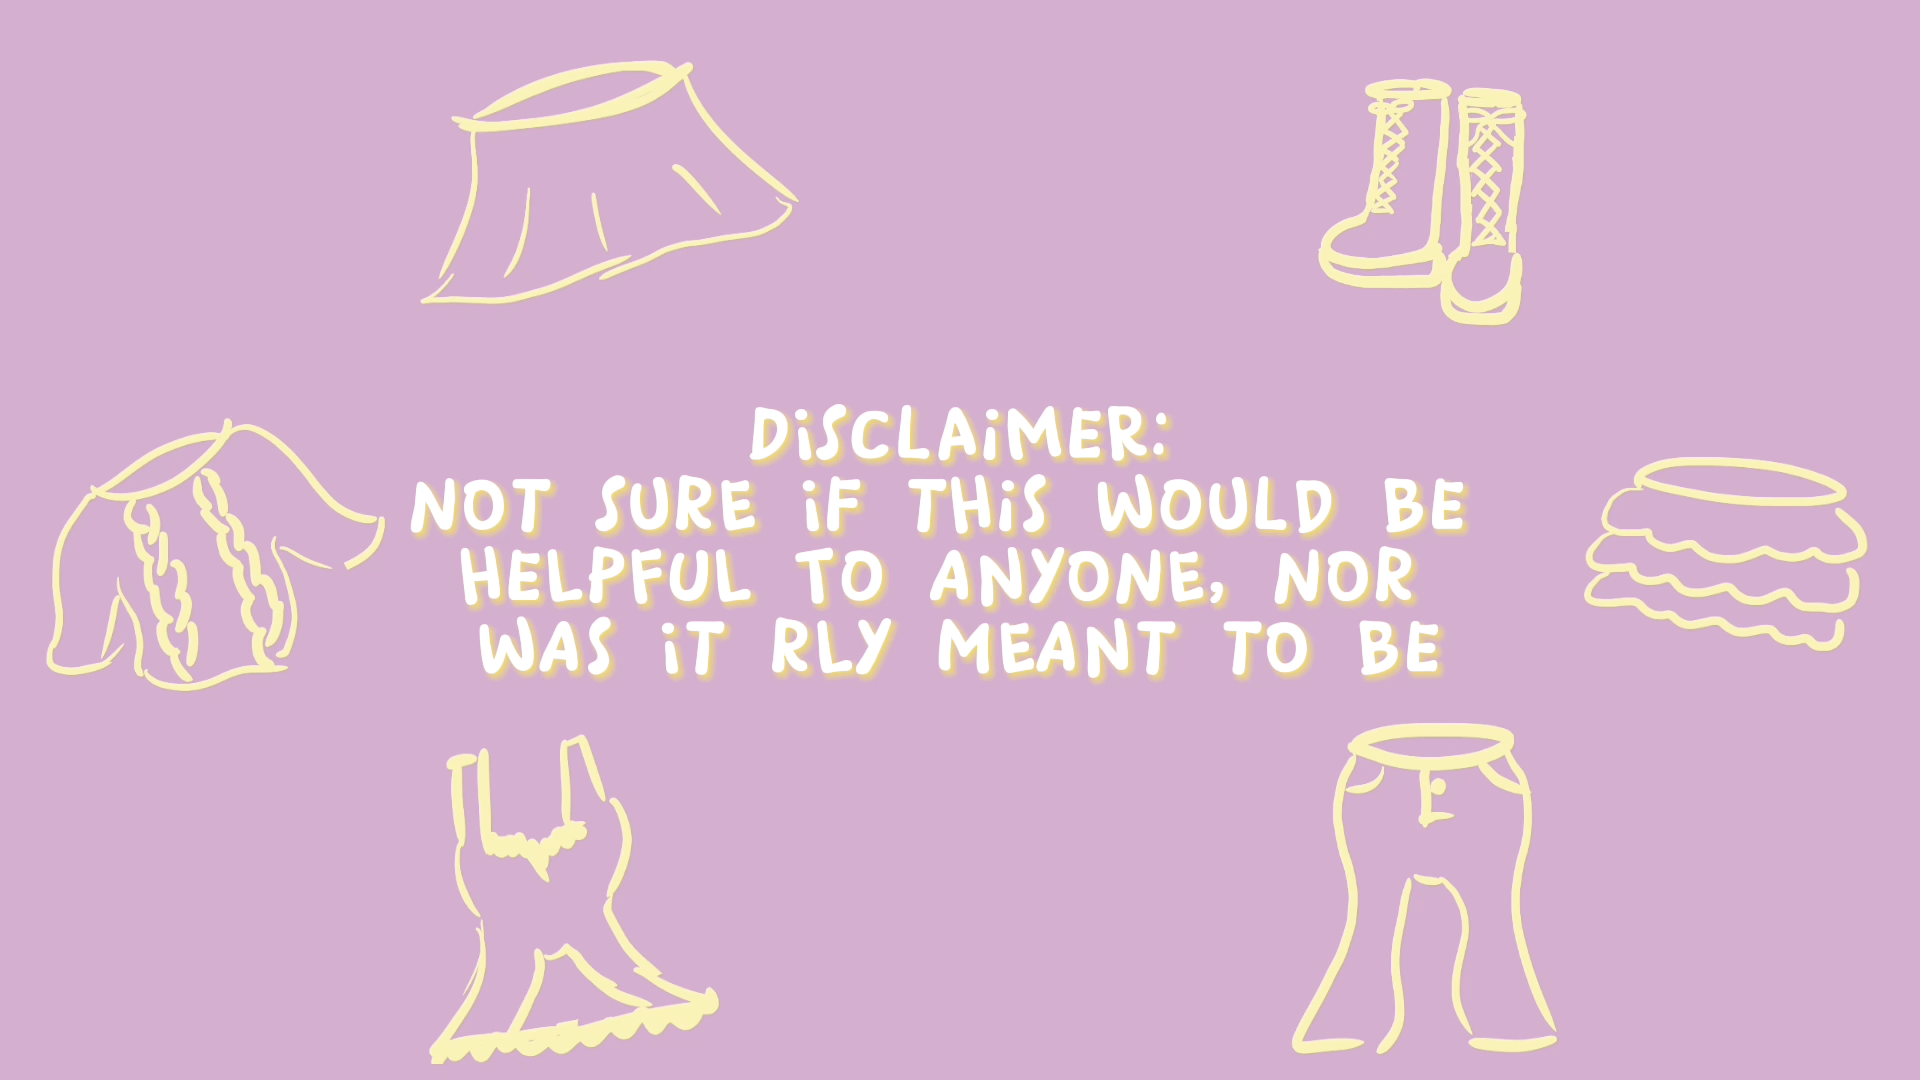 DiSCLAiMER:
NOT SURE iF THiS WOULD BE
HELPFUL TO ANYONE, NOR
WAS iT RLY MEANT TO BE